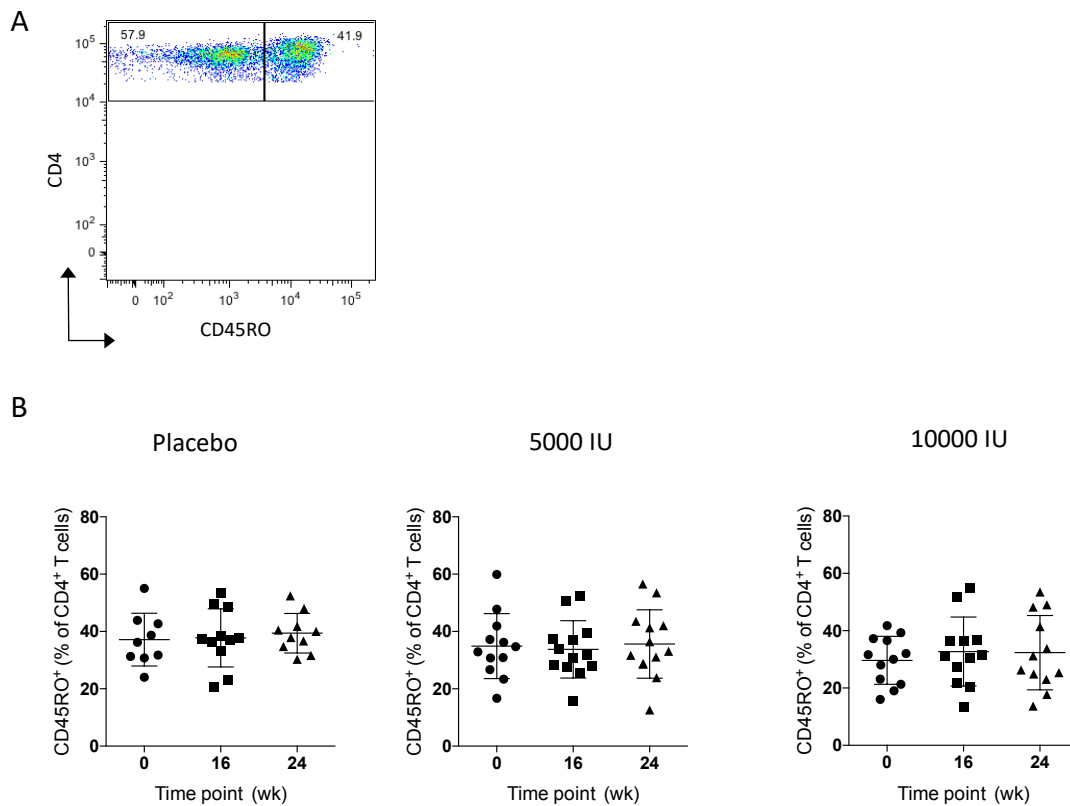 A
57.9 41.9
10⁵
10⁴
10³
10²
0
CD4
0 10² 10³ 10⁴ 10⁵
CD45RO
B
Placebo 5000 IU 10000 IU
CD45RO⁺ (% of CD4⁺ T cells)
80
60
40
20
0
0 16 24
Time point (wk)
CD45RO⁺ (% of CD4⁺ T cells)
80
60
40
20
0
0 16 24
Time point (wk)
CD45RO⁺ (% of CD4⁺ T cells)
80
60
40
20
0
0 16 24
Time point (wk)